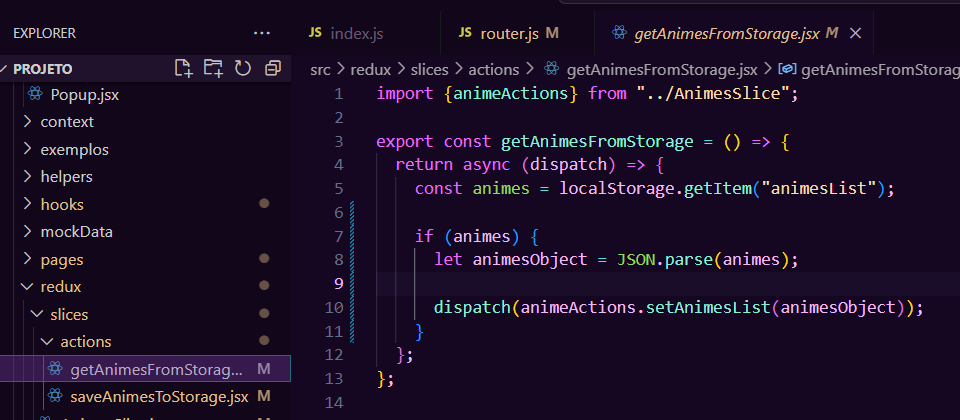 EXPLORER ...
PROJETO
Popup.jsx
context
exemplos
helpers
hooks
mockData
pages
redux
slices
actions
getAnimesFromStorag... M
saveAnimesToStorage.jsx M
JS index.js JS router.js M getAnimesFromStorage.jsx M
src > redux > slices > actions > getAnimesFromStorage.jsx > getAnimesFromStorag
1 import {animeActions} from "../AnimesSlice";
2
3 export const getAnimesFromStorage = () => {
4 return async (dispatch) => {
5 const animes = localStorage.getItem("animesList");
6
7 if (animes) {
8 let animesObject = JSON.parse(animes);
9
10 dispatch(animeActions.setAnimesList(animesObject));
11 }
12 };
13 };
14